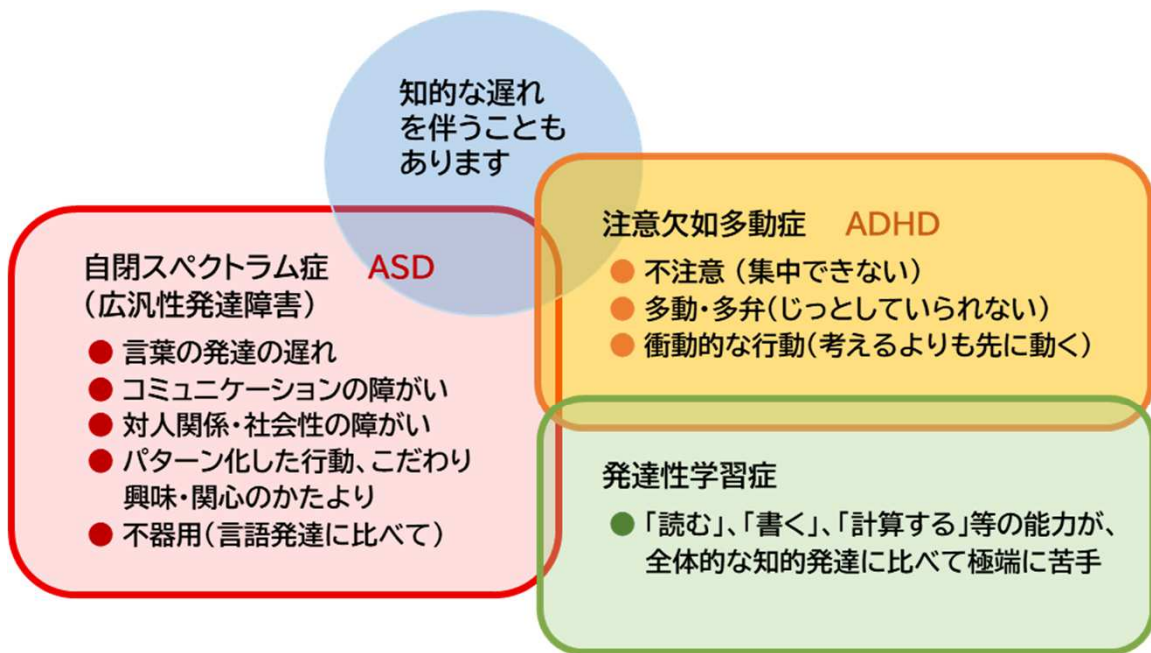 知的な遅れ
を伴うことも
あります
自閉スペクトラム症 ASD
(広汎性発達障害)
●言葉の発達の遅れ
●コミュニケーションの障がい
●対人関係・社会性の障がい
●パターン化した行動、こだわり
興味・関心のかたより
●不器用(言語発達に比べて)
注意欠如多動症 ADHD
●不注意(集中できない)
●多動・多弁(じっとしていられない)
●衝動的な行動(考えるよりも先に動く)
発達性学習症
●「読む」、「書く」、「計算する」等の能力が、
全体的な知的発達に比べて極端に苦手